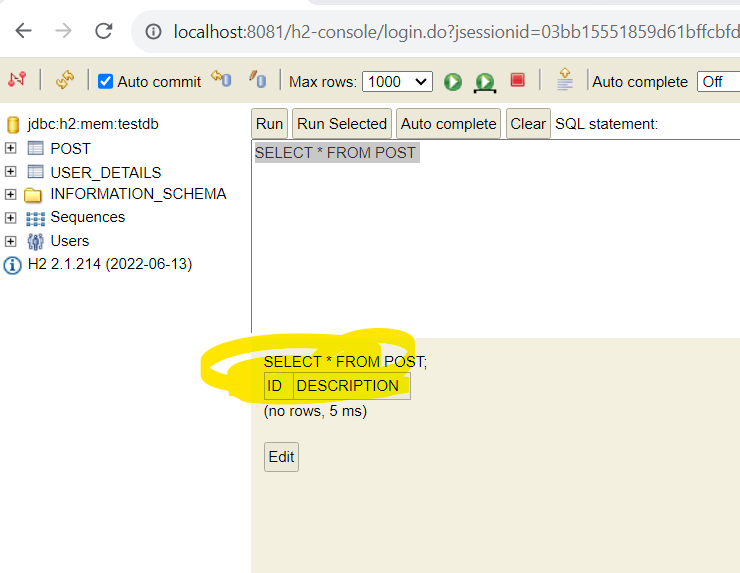 localhost:8081/h2-console/login.do?jsessionid=03bb15551859d61bffcbfd
Auto commit Max rows: 1000 Auto complete Off
jdbc:h2:mem:testdb
POST
USER_DETAILS
INFORMATION_SCHEMA
Sequences
Users
H2 2.1.214 (2022-06-13)
Run Run Selected Auto complete Clear SQL statement:
SELECT * FROM POST
SELECT * FROM POST;
ID DESCRIPTION
(no rows, 5 ms)
Edit